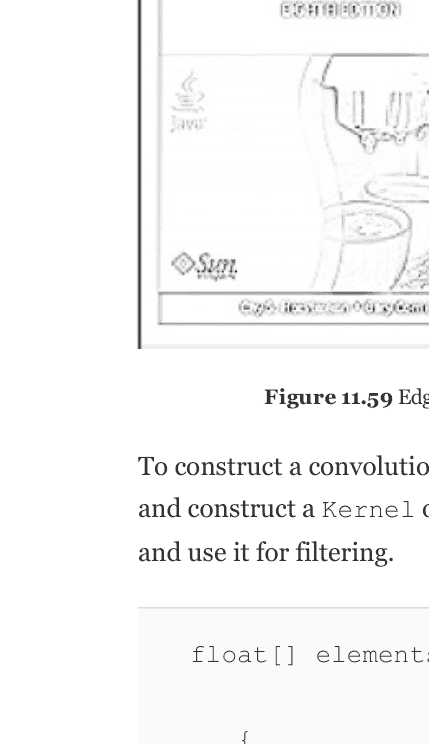 EIGHTH EDITION
Java
Sun
Figure 11.59 Edg
To construct a convolutio
and construct a Kernel
and use it for filtering.
float[] elements
{